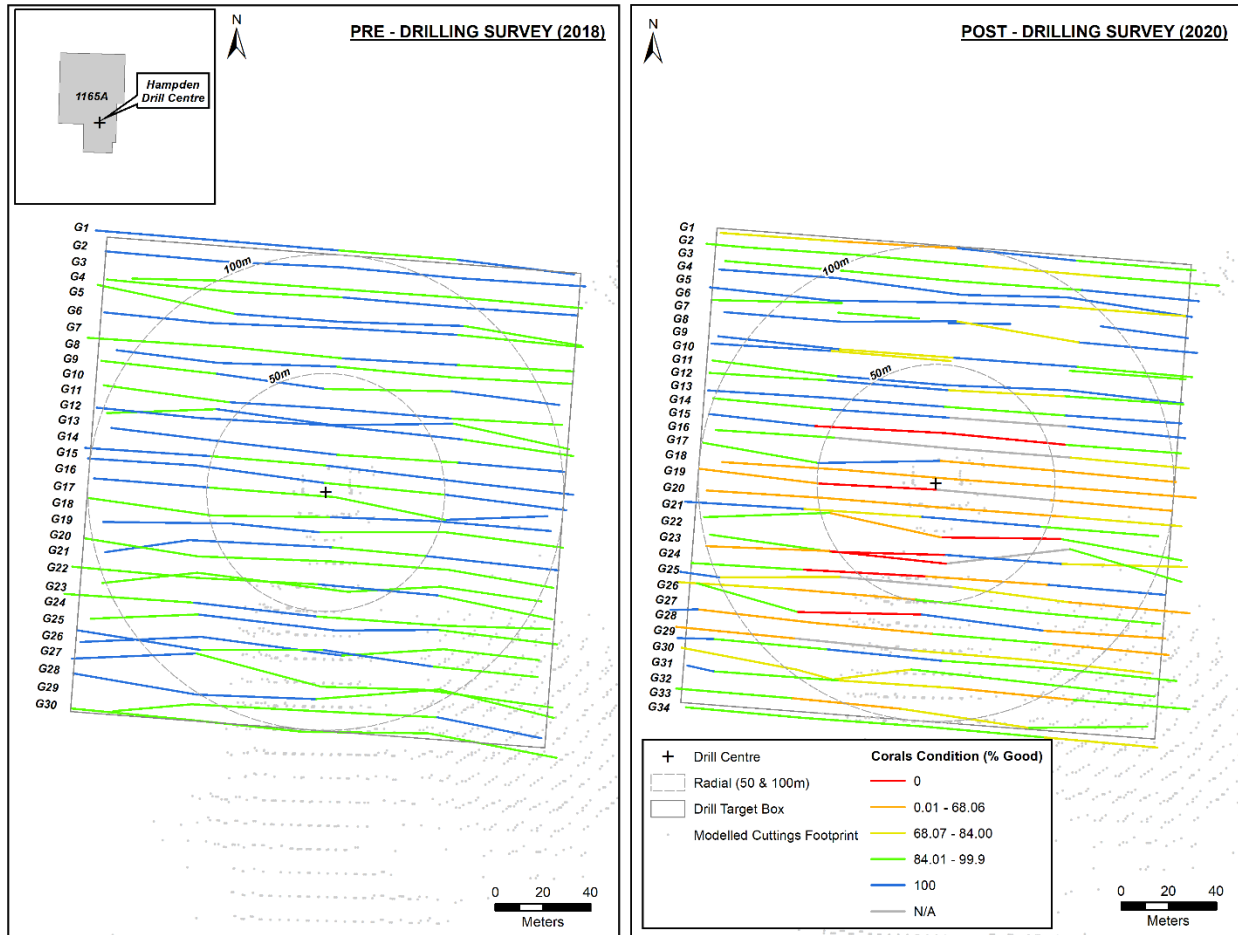 PRE - DRILLING SURVEY (2018)
N
1165A
Hampden
Drill Centre
100m
50m
G1
G2
G3
G4
G5
G6
G7
G8
G9
G10
G11
G12
G13
G14
G15
G16
G17
G18
G19
G20
G21
G22
G23
G24
G25
G26
G27
G28
G29
G30
0 20 40
Meters
POST - DRILLING SURVEY (2020)
N
100m
50m
G1
G2
G3
G4
G5
G6
G7
G8
G9
G10
G11
G12
G13
G14
G15
G16
G17
G18
G19
G20
G21
G22
G23
G24
G25
G26
G27
G28
G29
G30
G31
G32
G33
G34
Drill Centre
Radial (50 & 100m)
Drill Target Box
Modelled Cuttings Footprint
Corals Condition (% Good)
0
0.01 - 68.06
68.07 - 84.00
84.01 - 99.9
100
N/A
0 20 40
Meters